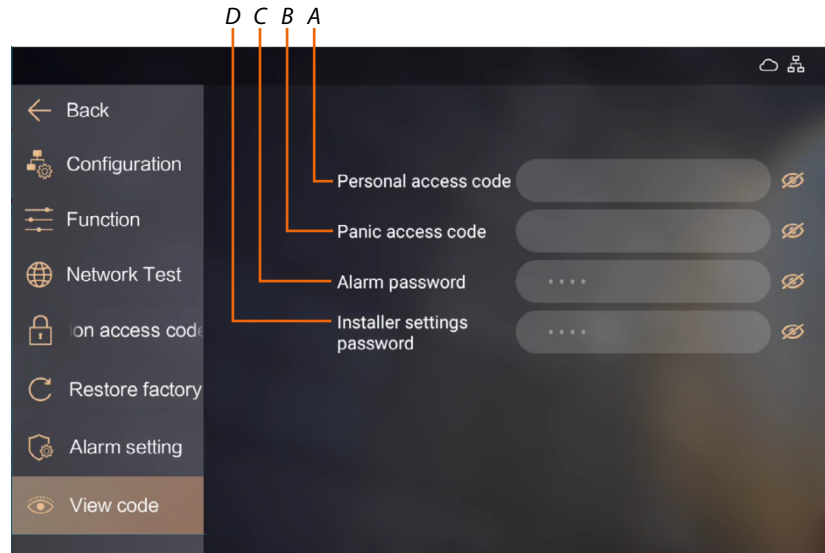 D C B A
Back
Configuration
Function
Network Test
ion access code
Restore factory
Alarm setting
View code
Personal access code
Panic access code
Alarm password
Installer settings
password